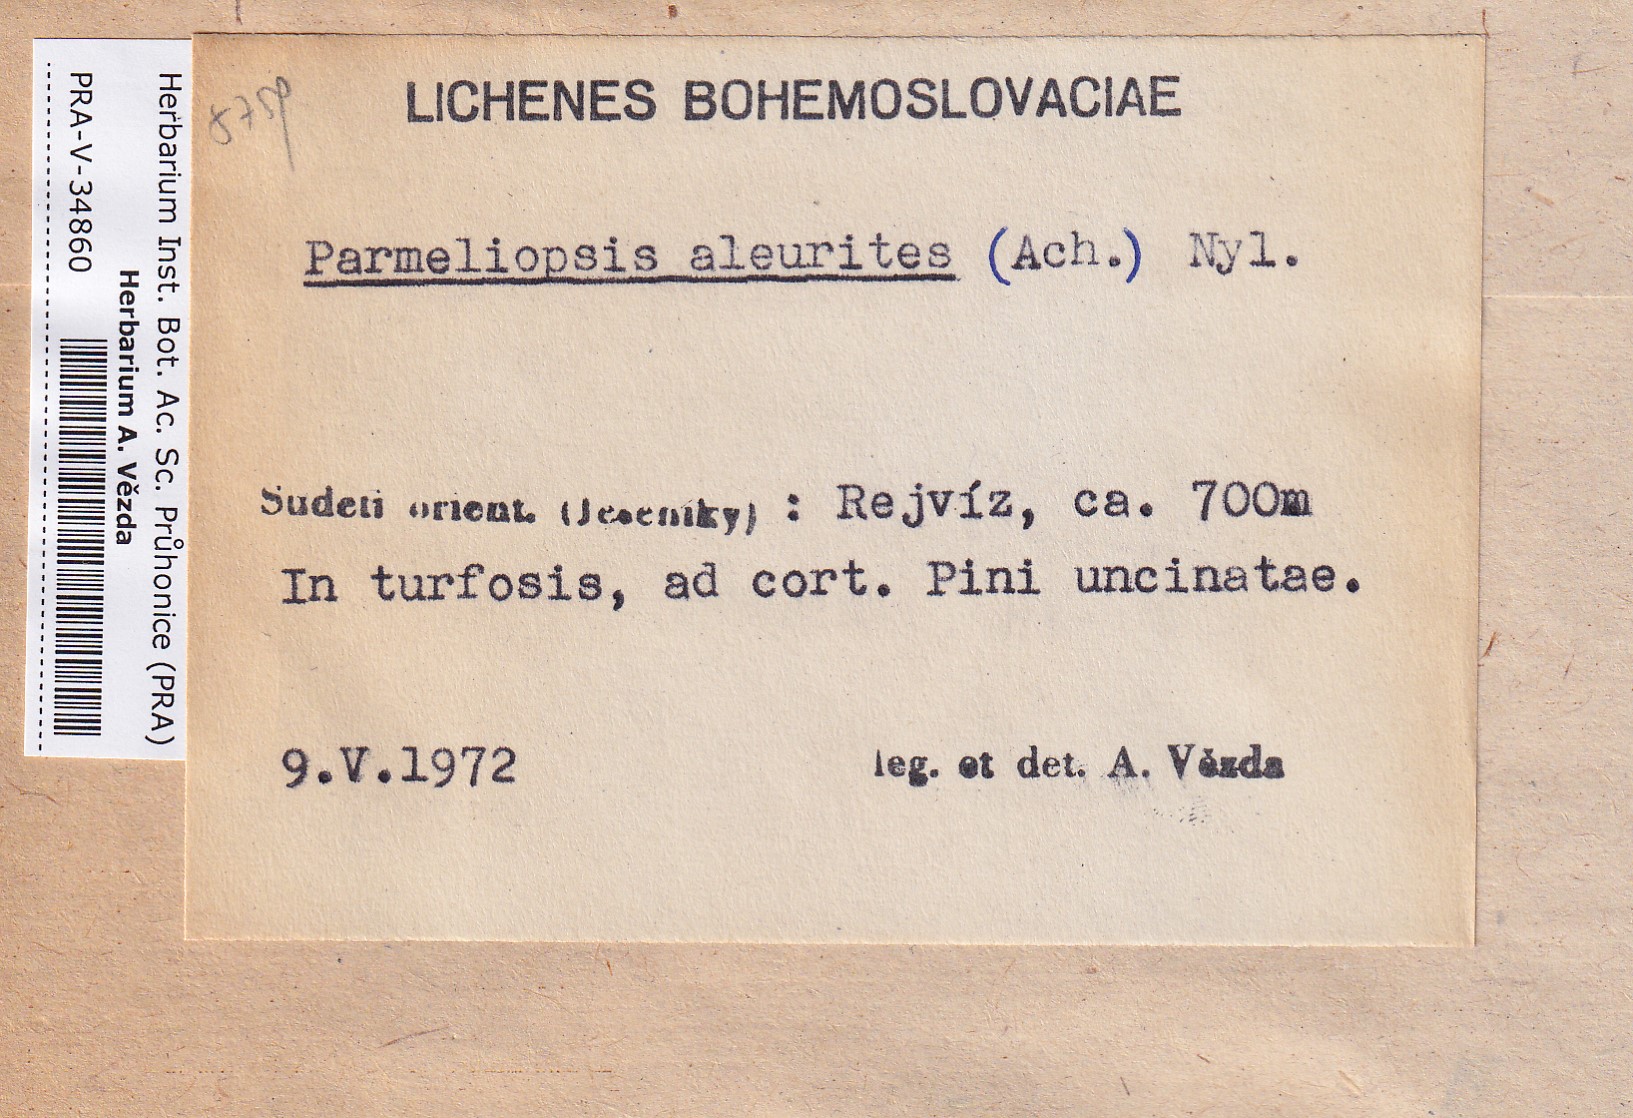 Herbarium Inst. Bot. Ac. Sc. Průhonice (PRA)
Herbarium A. Vězda
PRA-V-34860
LICHENES BOHEMOSLOVACIAE
Parmeliopsis aleurites (Ach.) Nyl.
Sudeti orient. (Jeseníky) : Rejvíz, ca. 700m
In turfosis, ad cort. Pini uncinatae.
9.V.1972
leg. et det. A. Vězda